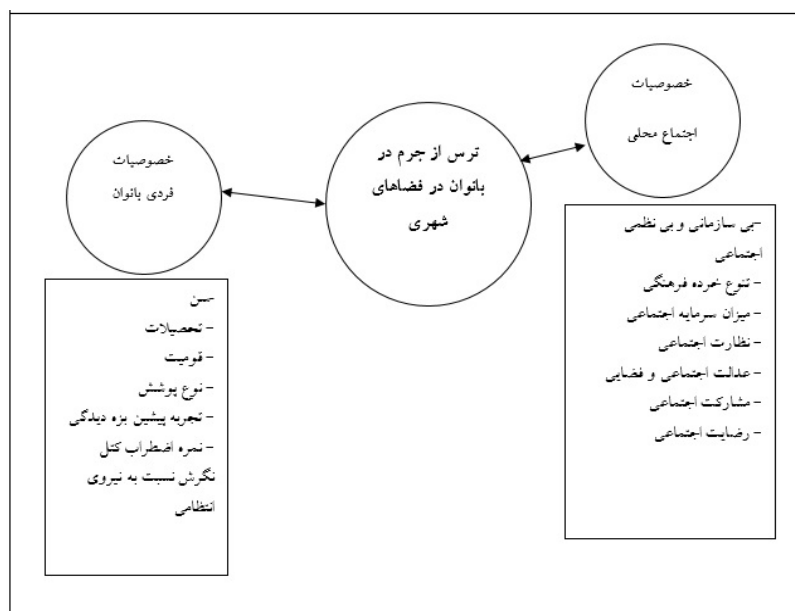 خصوصیات
اجتماع محلی
ترس از جرم در
بانوان در فضاهای
شهری
خصوصیات
فردی بانوان
-بی سازمانی و بی نظمی
اجتماعی
- تنوع خرده فرهنگی
- میزان سرمایه اجتماعی
- نظارت اجتماعی
- عدالت اجتماعی و فضایی
- مشارکت اجتماعی
- رضایت اجتماعی
-سن
- تحصیلات
- قومیت
- نوع پوشش
- تجربه پیشین بزه دیدگی
- نمره اضطراب کتل
نگرش نسبت به نیروی
انتظامی